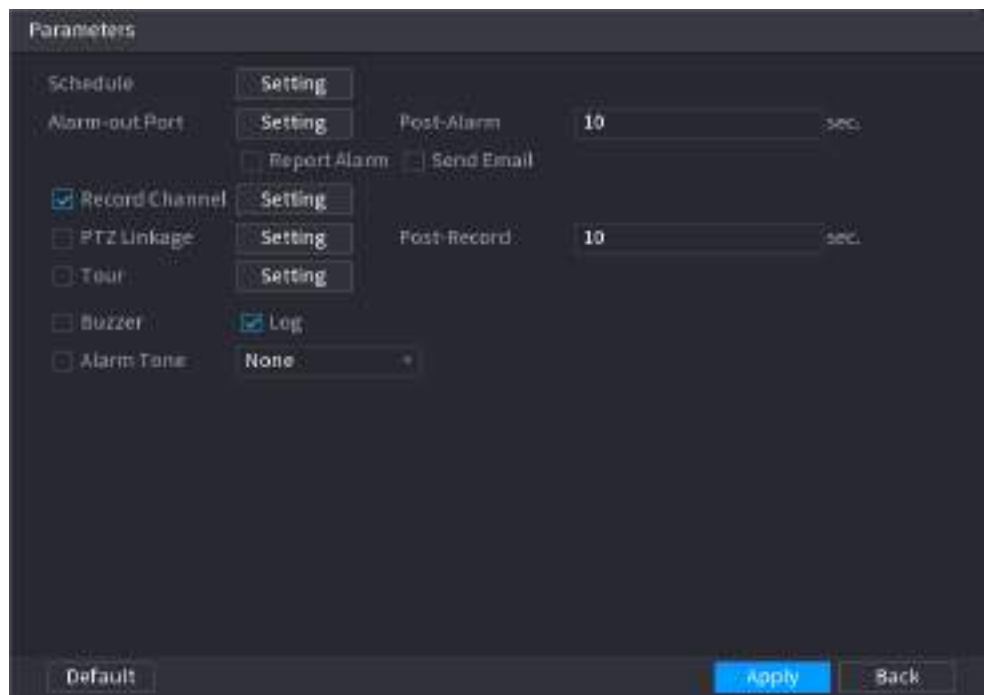 Parameters
Schedule Setting
Alarm-out Port Setting Post-Alarm 10 sec.
Report Alarm Send Email
Record Channel Setting
PTZ Linkage Setting Post-Record 10 sec.
Tour Setting
Buzzer Log
Alarm Tone None
Default Apply Back